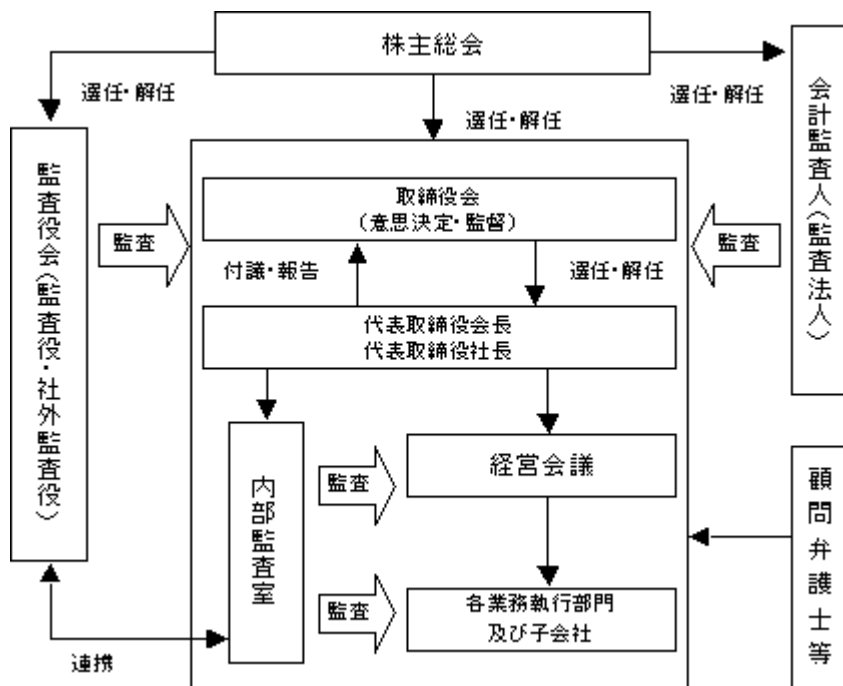 株主総会
選任・解任
選任・解任
選任・解任
監査役会(監査役・社外監査役)
会計監査人(監査法人)
取締役会
(意思決定・監督)
監査
監査
付議・報告
選任・解任
代表取締役会長
代表取締役社長
内部監査室
監査
経営会議
顧問弁護士等
監査
各業務執行部門
及び子会社
連携